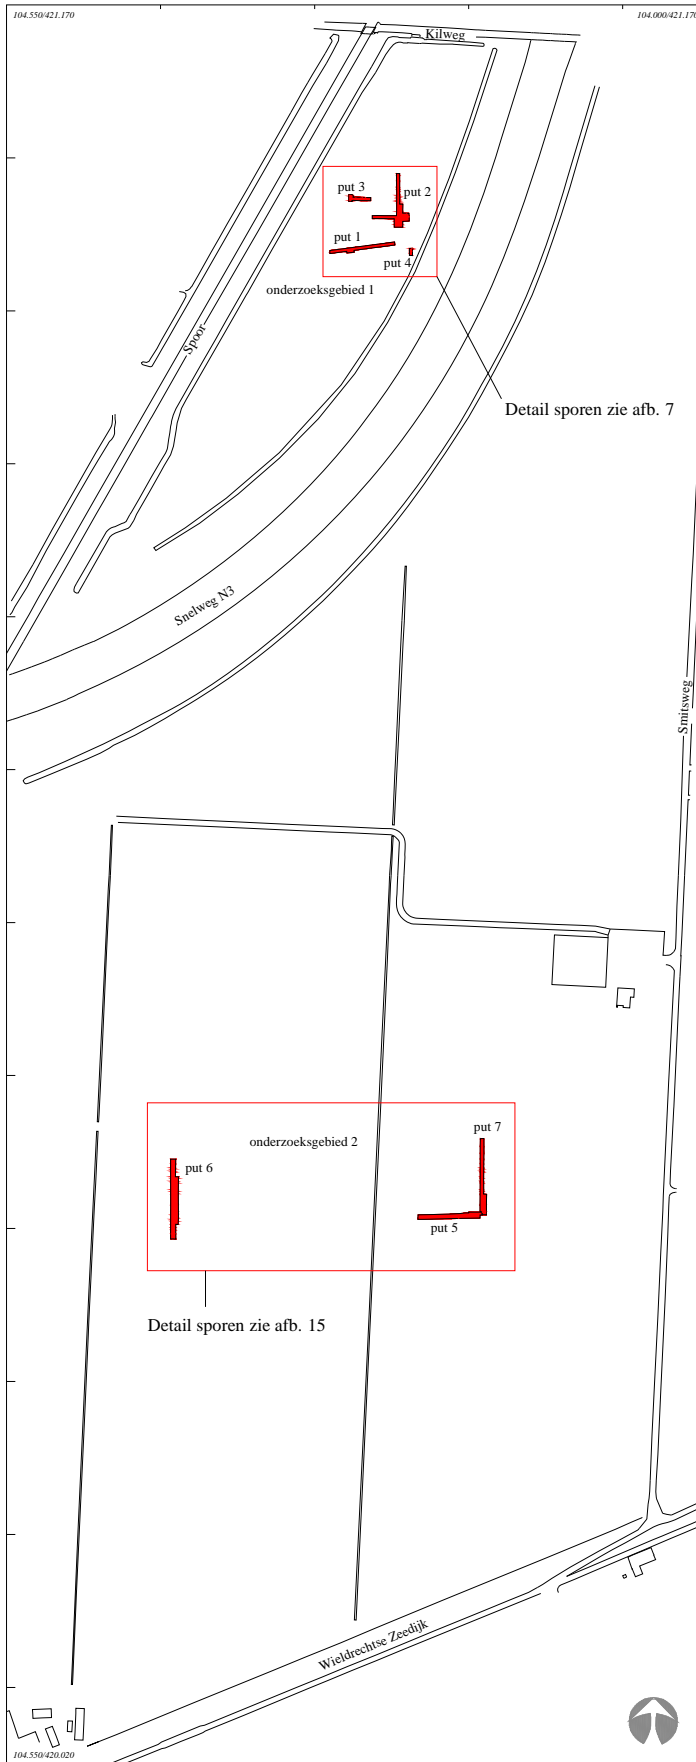 104.550/421.170
104.000/421.170
Kilweg
put 3
put 2
put 1
put 4
onderzoeksgebied 1
Spoor
Detail sporen zie afb. 7
Snelweg N3
Smitsweg
put 7
onderzoeksgebied 2
put 6
put 5
Detail sporen zie afb. 15
Wieldrechtse Zeedijk
104.550/420.020